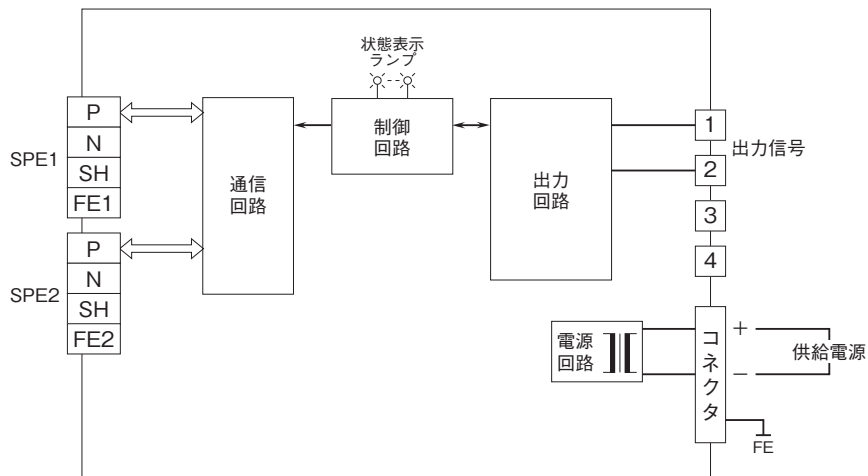 状態表示
ランプ
SPE1
P
N
SH
FE1
SPE2
P
N
SH
FE2
通信
回路
制御
回路
出力
回路
1
2
3
4
出力信号
電源
回路
コネクタ
+
−
供給電源
FE